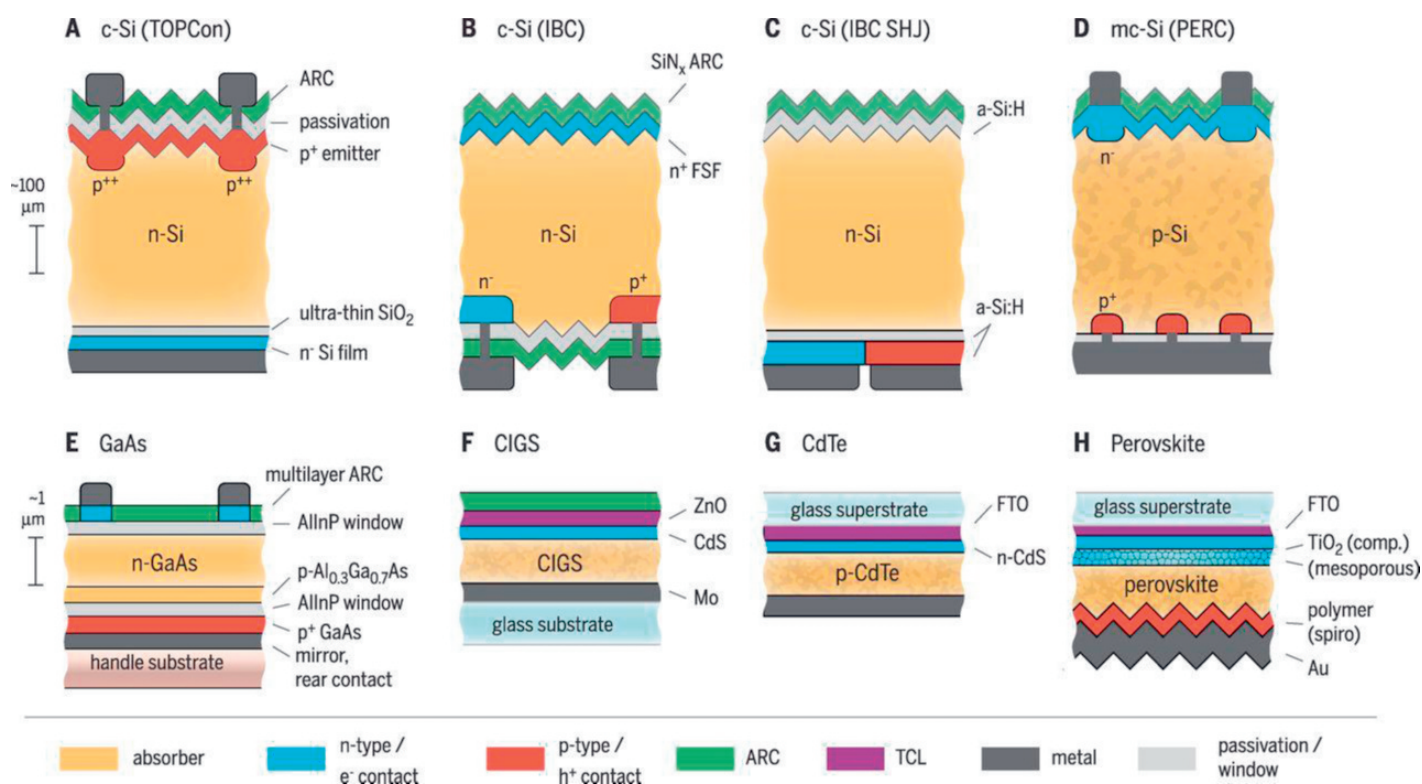 A c-Si (TOPCon)
ARC
passivation
p⁺ emitter
p⁺⁺
p⁺⁺
~100
μm
n-Si
ultra-thin SiO₂
n⁻ Si film
B c-Si (IBC)
SiNₓ ARC
n⁺ FSF
n-Si
n⁻
p⁺
C c-Si (IBC SHJ)
a-Si:H
n-Si
a-Si:H
D mc-Si (PERC)
n⁻
p-Si
p⁺
E GaAs
multilayer ARC
~1
μm
AlInP window
n-GaAs
p-Al₀.₃Ga₀.₇As
AlInP window
p⁺ GaAs
handle substrate
mirror,
rear contact
F CIGS
ZnO
CdS
CIGS
Mo
glass substrate
G CdTe
glass superstrate
FTO
n-CdS
p-CdTe
H Perovskite
glass superstrate
FTO
TiO₂ (comp.)
(mesoporous)
perovskite
polymer
(spiro)
Au
absorber
n-type /
e⁻ contact
p-type /
h⁺ contact
ARC
TCL
metal
passivation /
window